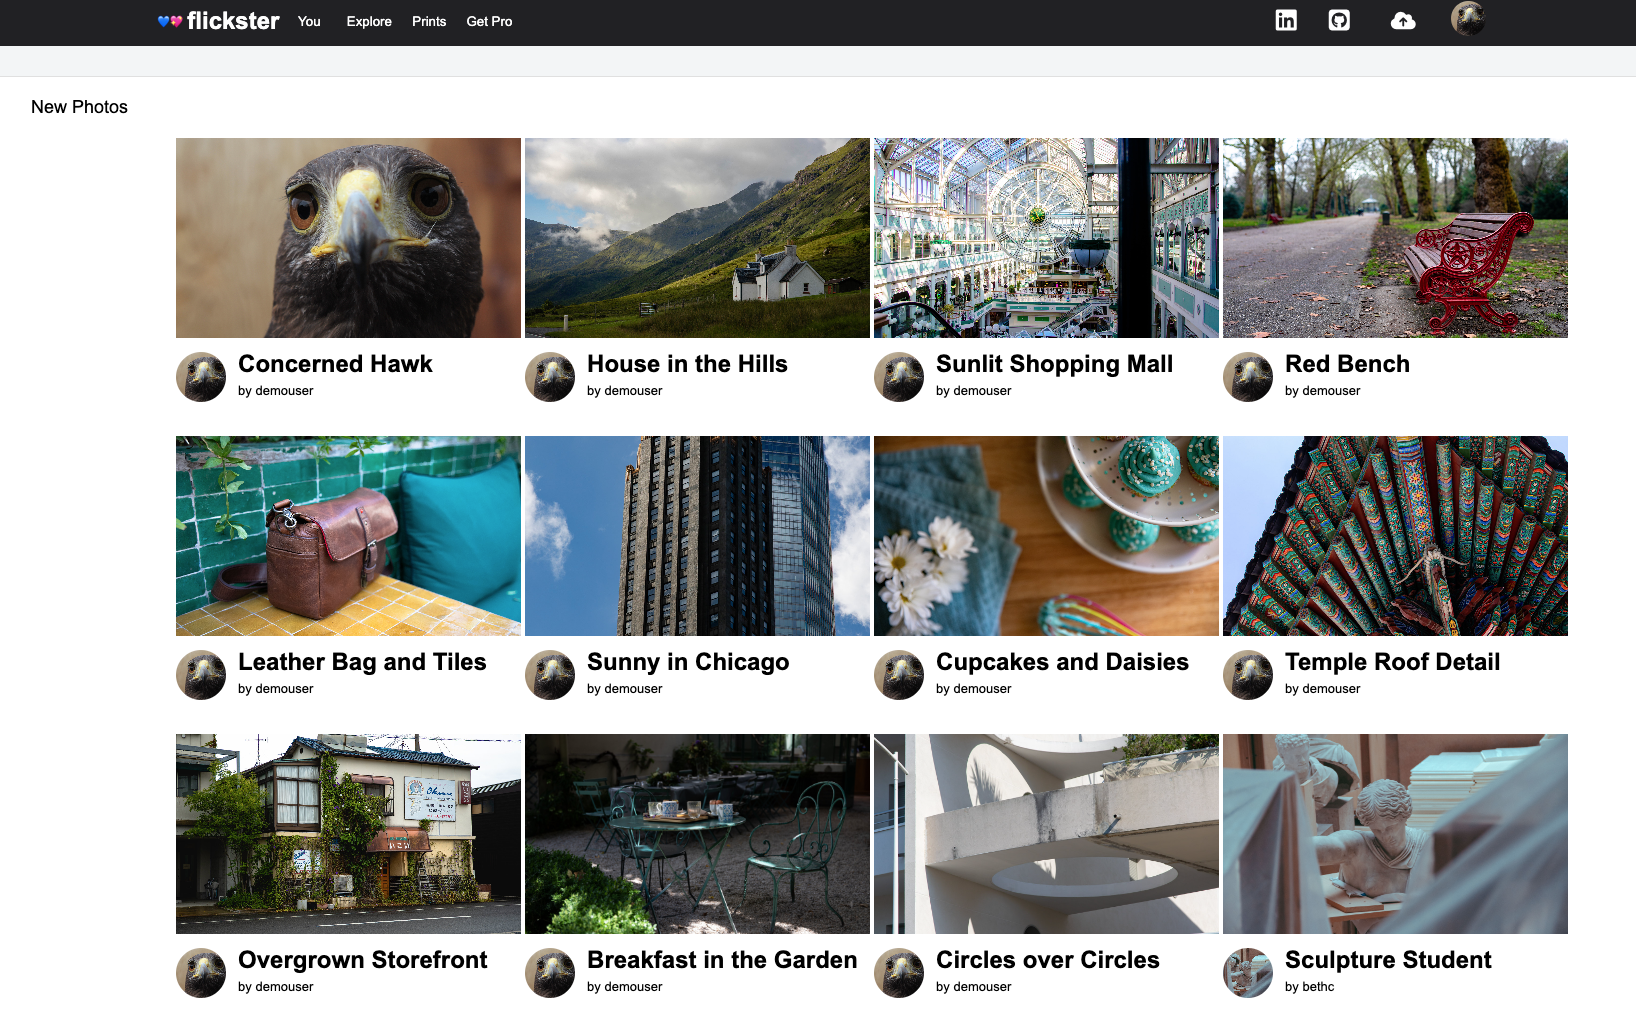 flickster You Explore Prints Get Pro
New Photos
Concerned Hawk
by demouser
House in the Hills
by demouser
Sunlit Shopping Mall
by demouser
Red Bench
by demouser
Leather Bag and Tiles
by demouser
Sunny in Chicago
by demouser
Cupcakes and Daisies
by demouser
Temple Roof Detail
by demouser
Overgrown Storefront
by demouser
Breakfast in the Garden
by demouser
Circles over Circles
by demouser
Sculpture Student
by bethc